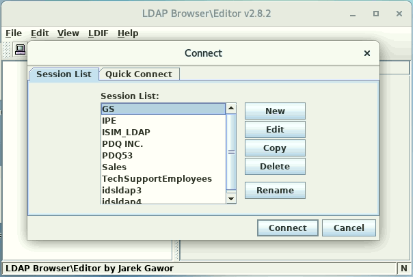 LDAP Browser\Editor v2.8.2
File Edit View LDIF Help
Connect
Session List Quick Connect
Session List:
GS
IPE
ISIM_LDAP
PDQ INC.
PDQ53
Sales
TechSupportEmployees
idsldap3
idsldap4
New
Edit
Copy
Delete
Rename
Connect Cancel
LDAP Browser\Editor by Jarek Gawor N